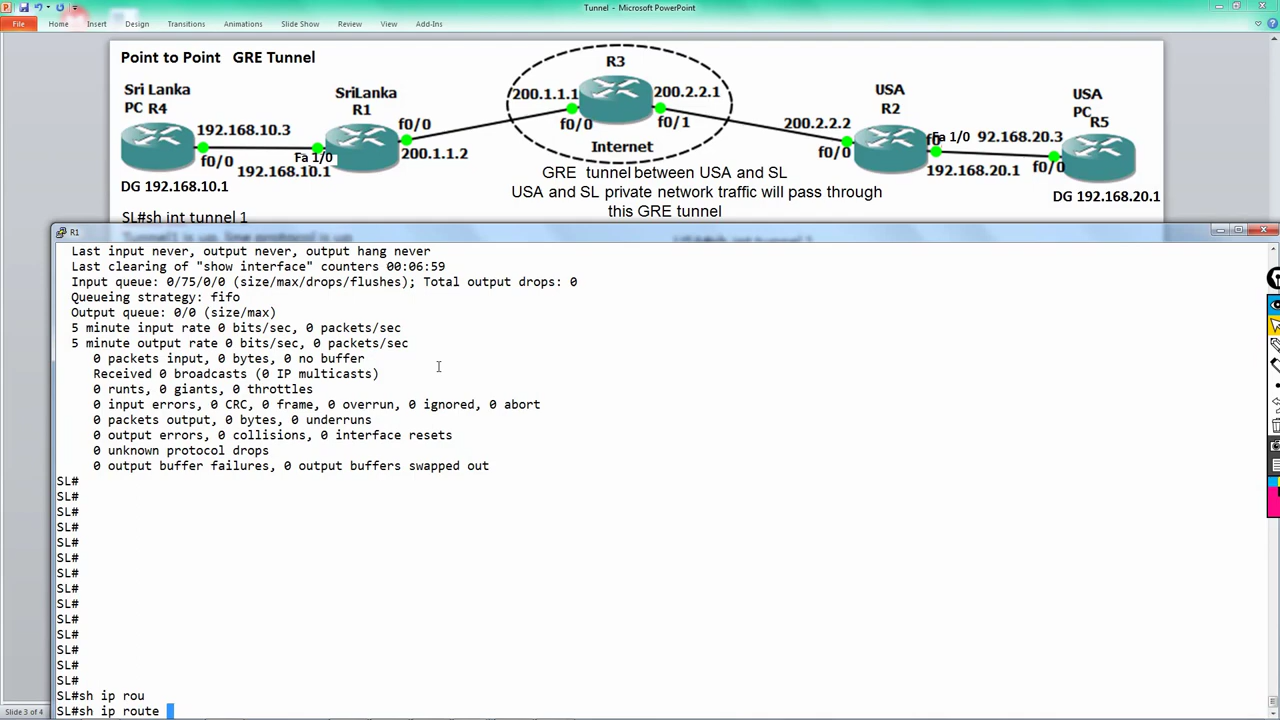 Tunnel - Microsoft PowerPoint
File Home Insert Design Transitions Animations Slide Show Review View Add-Ins
Point to Point GRE Tunnel
Sri Lanka
PC R4
192.168.10.3
f0/0
DG 192.168.10.1
SriLanka
R1
f0/0
200.1.1.2
Fa 1/0
192.168.10.1
R3
200.1.1.1
200.2.2.1
f0/0
f0/1
Internet
USA
R2
200.2.2.2
f0/0
Fa 1/0
192.168.20.1
USA
PC R5
92.168.20.3
f0/0
DG 192.168.20.1
GRE tunnel between USA and SL
USA and SL private network traffic will pass through
this GRE tunnel
SL#sh int tunnel 1
R1
Last input never, output never, output hang never
Last clearing of "show interface" counters 00:06:59
Input queue: 0/75/0/0 (size/max/drops/flushes); Total output drops: 0
Queueing strategy: fifo
Output queue: 0/0 (size/max)
5 minute input rate 0 bits/sec, 0 packets/sec
5 minute output rate 0 bits/sec, 0 packets/sec
0 packets input, 0 bytes, 0 no buffer
Received 0 broadcasts (0 IP multicasts)
0 runts, 0 giants, 0 throttles
0 input errors, 0 CRC, 0 frame, 0 overrun, 0 ignored, 0 abort
0 packets output, 0 bytes, 0 underruns
0 output errors, 0 collisions, 0 interface resets
0 unknown protocol drops
0 output buffer failures, 0 output buffers swapped out
SL#
SL#
SL#
SL#
SL#
SL#
SL#
SL#
SL#
SL#
SL#
SL#
SL#
SL#
SL#sh ip rou
SL#sh ip route
Slide 3 of 4